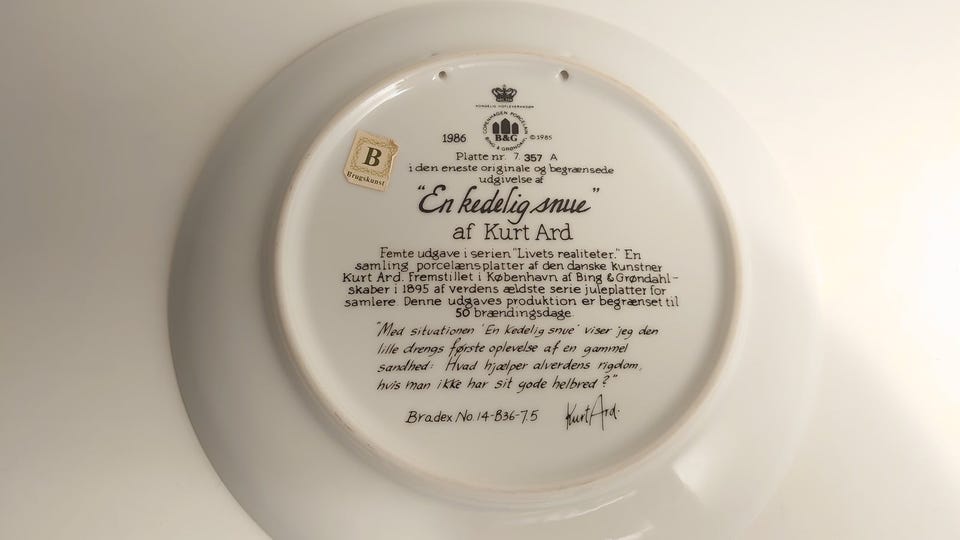 KONGELIG HOFLEVERANDØR
COPENHAGEN PORCELAIN
B&G
BING & GRØNDAHL
1986
©1985
B
Brugskunst
Platte nr. 7.357 A
i den eneste originale og begrænsede
udgivelse af
"En kedelig snue"
af Kurt Ard
Femte udgave i serien "Livets realiteter." En
samling porcelænsplatter af den danske kunstner
Kurt Ard. Fremstillet i København af Bing & Grøndahl-
skaber i 1895 af verdens ældste serie juleplatter for
samlere. Denne udgaves produktion er begrænset til
50 brændingsdage.
"Med situationen 'En kedelig snue' viser jeg den
lille drengs første oplevelse af en gammel
sandhed: Hvad hjælper alverdens rigdom,
hvis man ikke har sit gode helbred?"
Bradex No. 14-B36-7.5
Kurt Ard.